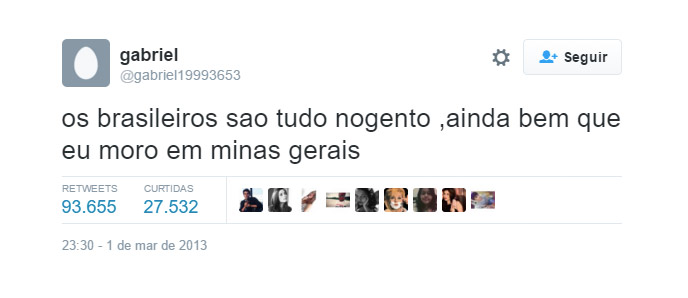 gabriel
@gabriel19993653
Seguir
os brasileiros sao tudo nogento ,ainda bem que
eu moro em minas gerais
RETWEETS CURTIDAS
93.655 27.532
23:30 - 1 de mar de 2013